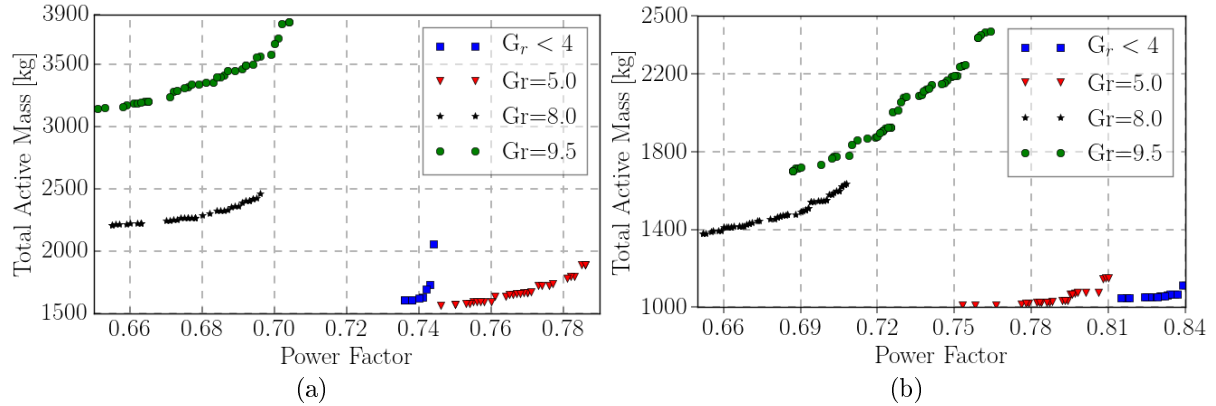 3900
3500
3000
2500
2000
1500
Total Active Mass [kg]
0.66 0.68 0.70 0.72 0.74 0.76 0.78
Power Factor
G_r < 4
Gr=5.0
Gr=8.0
Gr=9.5
(a)
2500
2200
1800
1400
1000
Total Active Mass [kg]
0.66 0.69 0.72 0.75 0.78 0.81 0.84
Power Factor
G_r < 4
Gr=5.0
Gr=8.0
Gr=9.5
(b)